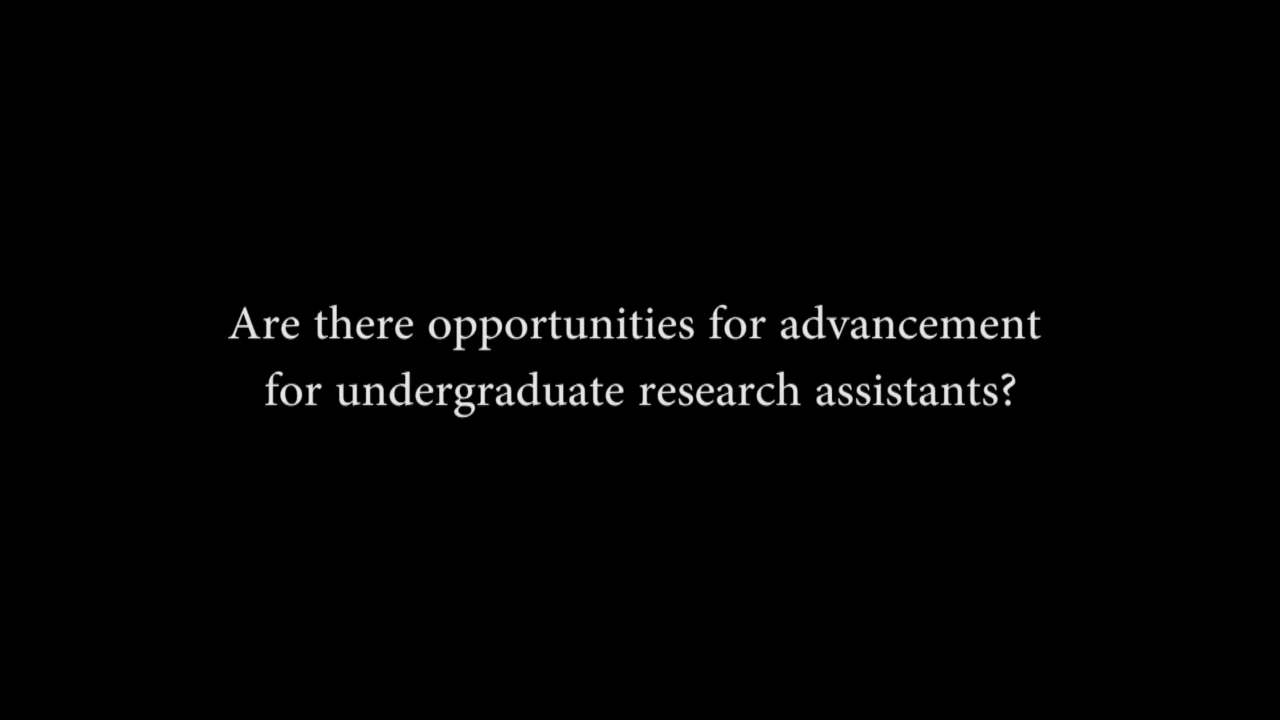 Are there opportunities for advancement
for undergraduate research assistants?